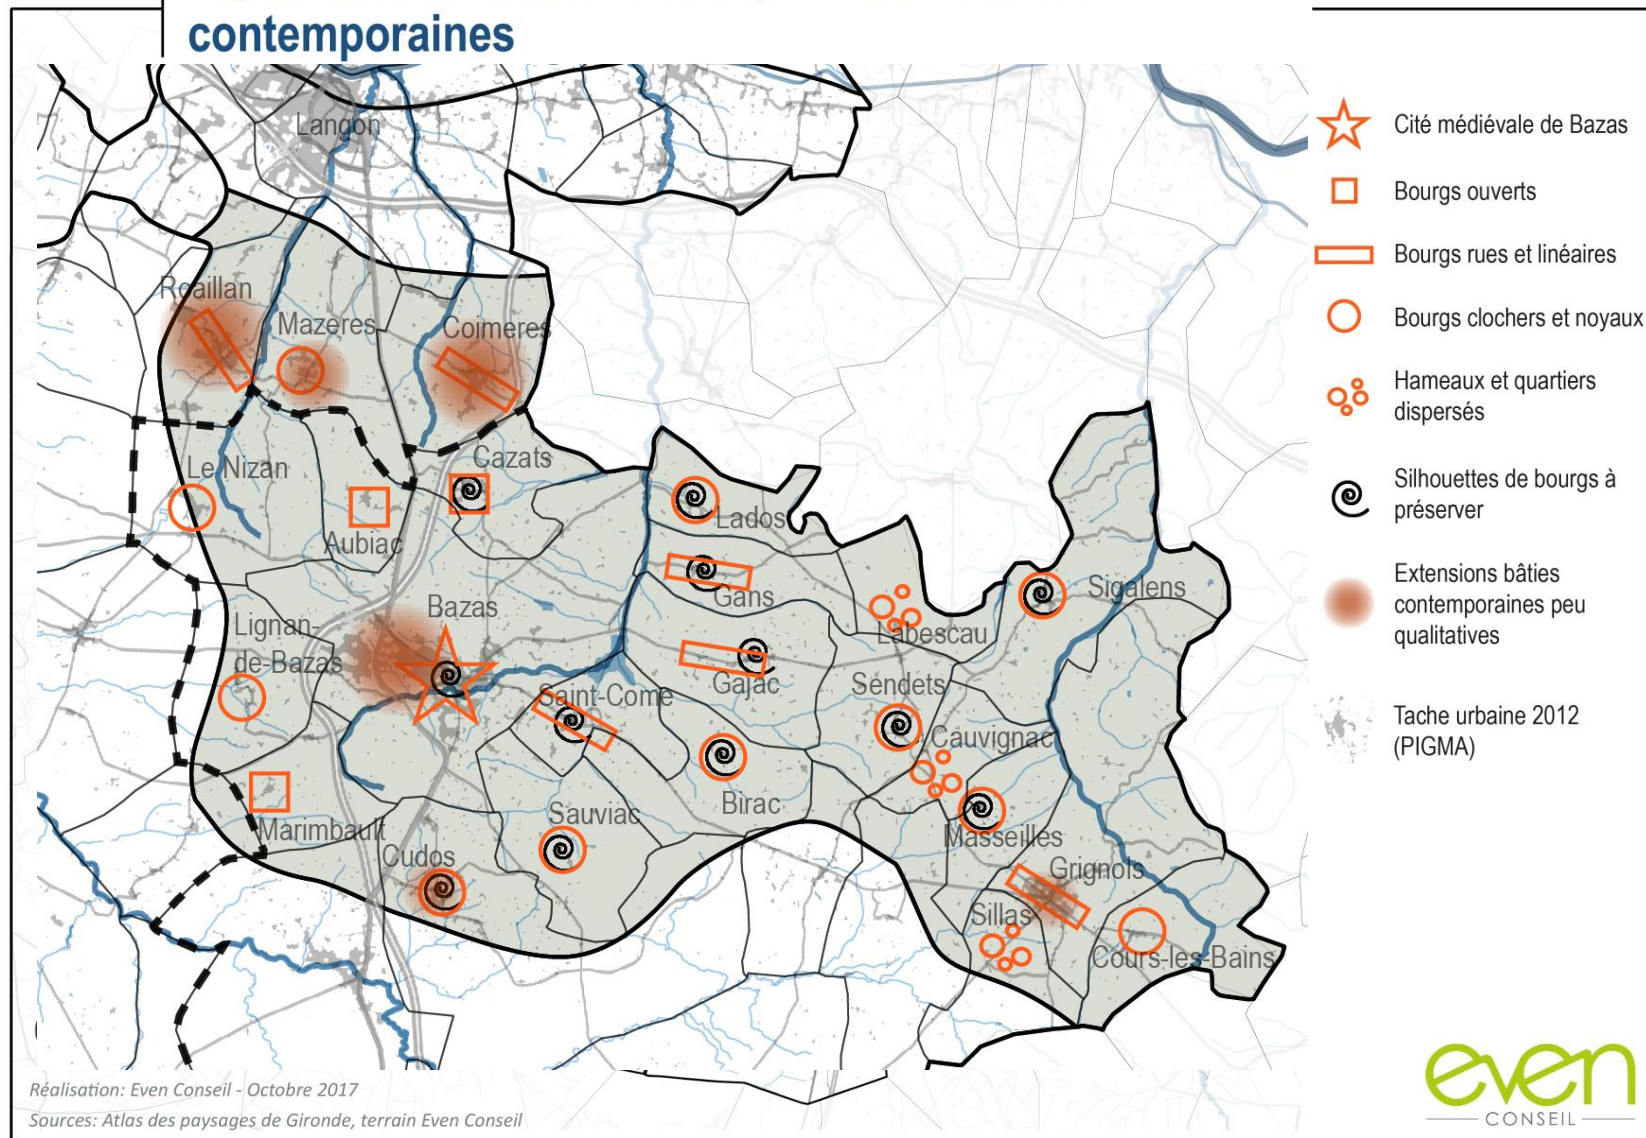 contemporaines
Langon
Roaillan
Mazeres
Coimeres
Le Nizan
Cazats
Aubiac
Lados
Gans
Sigalens
Labescau
Bazas
Lignan-
de-Bazas
Saint-Come
Gajac
Sendets
Cauvignac
Birac
Sauviac
Marimbault
Cudos
Masseilles
Grignols
Sillas
Cours-les-Bains
Cité médiévale de Bazas
Bourgs ouverts
Bourgs rues et linéaires
Bourgs clochers et noyaux
Hameaux et quartiers
dispersés
Silhouettes de bourgs à
préserver
Extensions bâties
contemporaines peu
qualitatives
Tache urbaine 2012
(PIGMA)
Réalisation: Even Conseil - Octobre 2017
Sources: Atlas des paysages de Gironde, terrain Even Conseil
even
CONSEIL